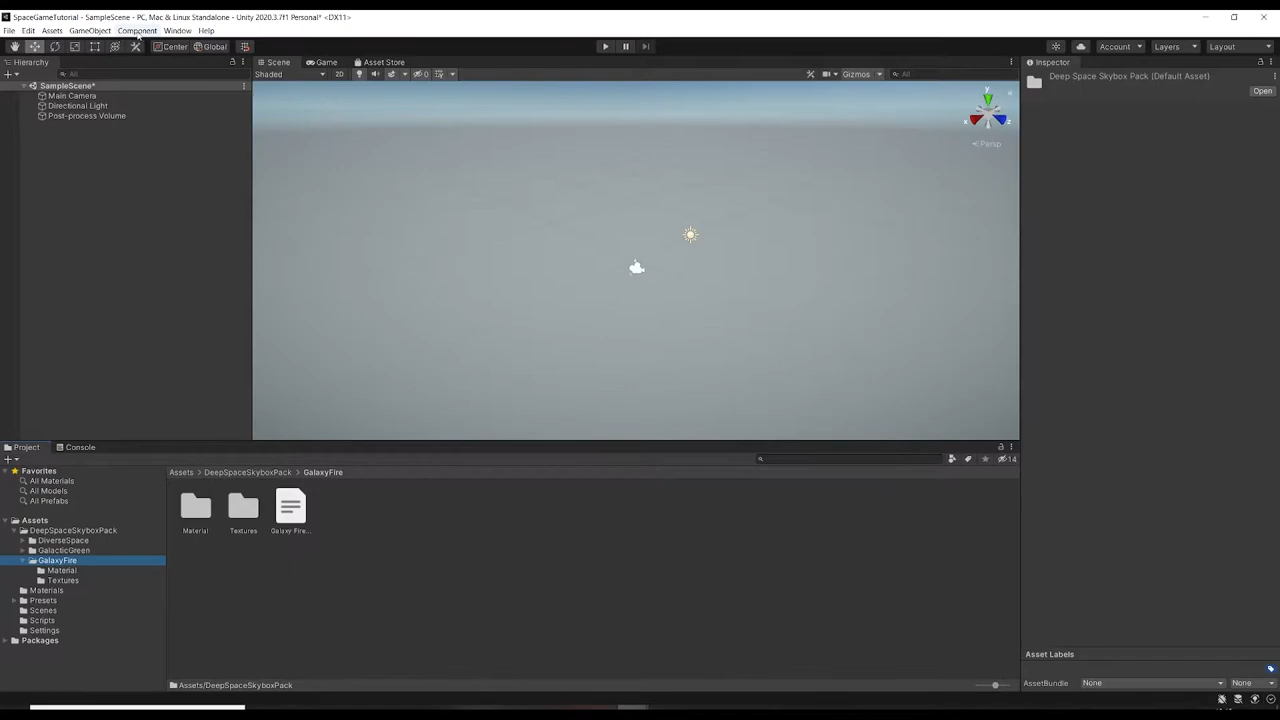 SpaceGameTutorial - SampleScene - PC, Mac & Linux Standalone - Unity 2020.3.7f1 Personal* <DX11>
File Edit Assets GameObject Component Window Help
Center Global Account Layers Layout
Hierarchy Scene Game Asset Store Inspector
All Shaded 2D 0 Gizmos All Deep Space Skybox Pack (Default Asset)
SampleScene* Open
Main Camera
Directional Light
Post-process Volume
y
x z
Persp
Project Console
14
Favorites Assets > DeepSpaceSkyboxPack > GalaxyFire
All Materials
All Models
All Prefabs
Assets
DeepSpaceSkyboxPack Material Textures Galaxy Fire...
DiverseSpace
GalacticGreen
GalaxyFire
Material
Textures
Materials
Presets
Scenes
Scripts
Settings
Packages
Asset Labels
Assets/DeepSpaceSkyboxPack AssetBundle None None